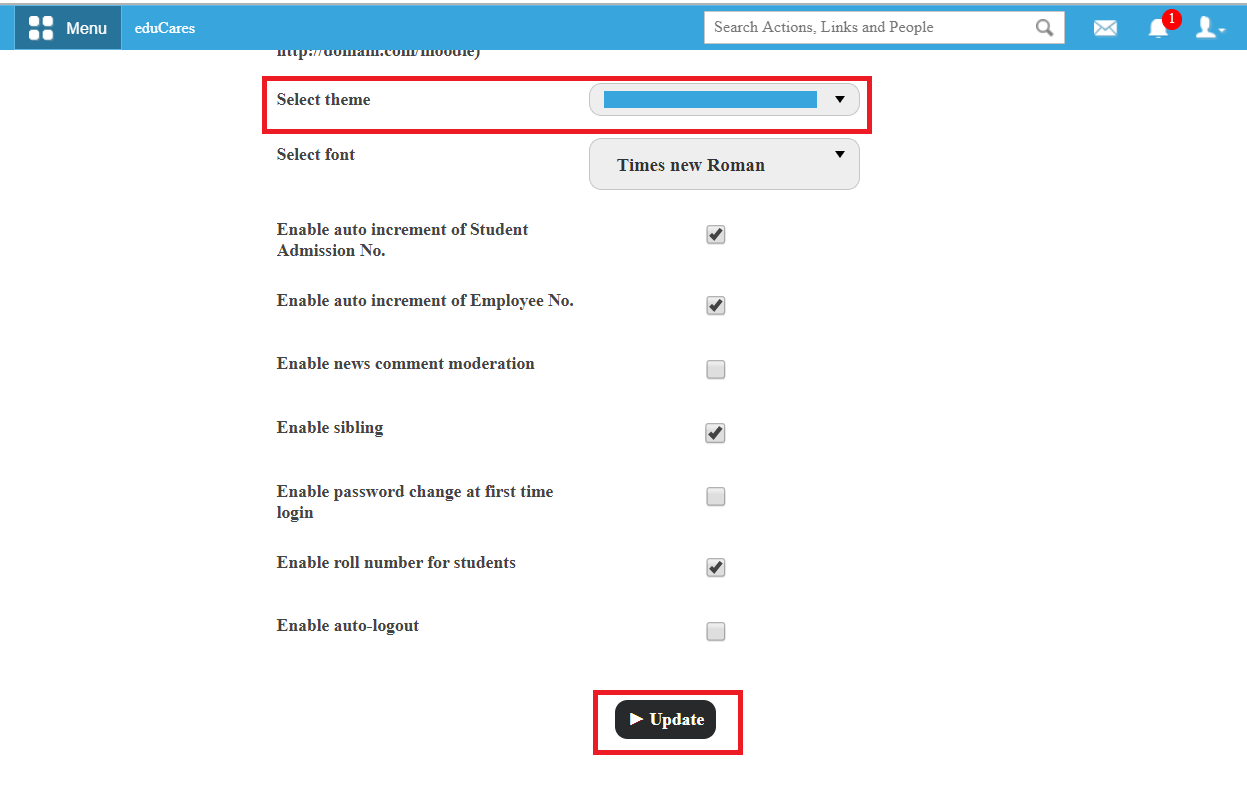 Menu
eduCares
Search Actions, Links and People
1
http://domain.com/moodle)
Select theme
Select font
Times new Roman
Enable auto increment of Student
Admission No.
Enable auto increment of Employee No.
Enable news comment moderation
Enable sibling
Enable password change at first time
login
Enable roll number for students
Enable auto-logout
Update